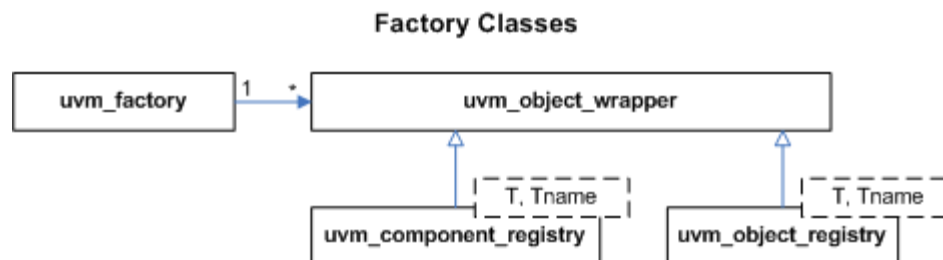 Factory Classes
uvm_factory
1
*
uvm_object_wrapper
T, Tname
T, Tname
uvm_component_registry
uvm_object_registry